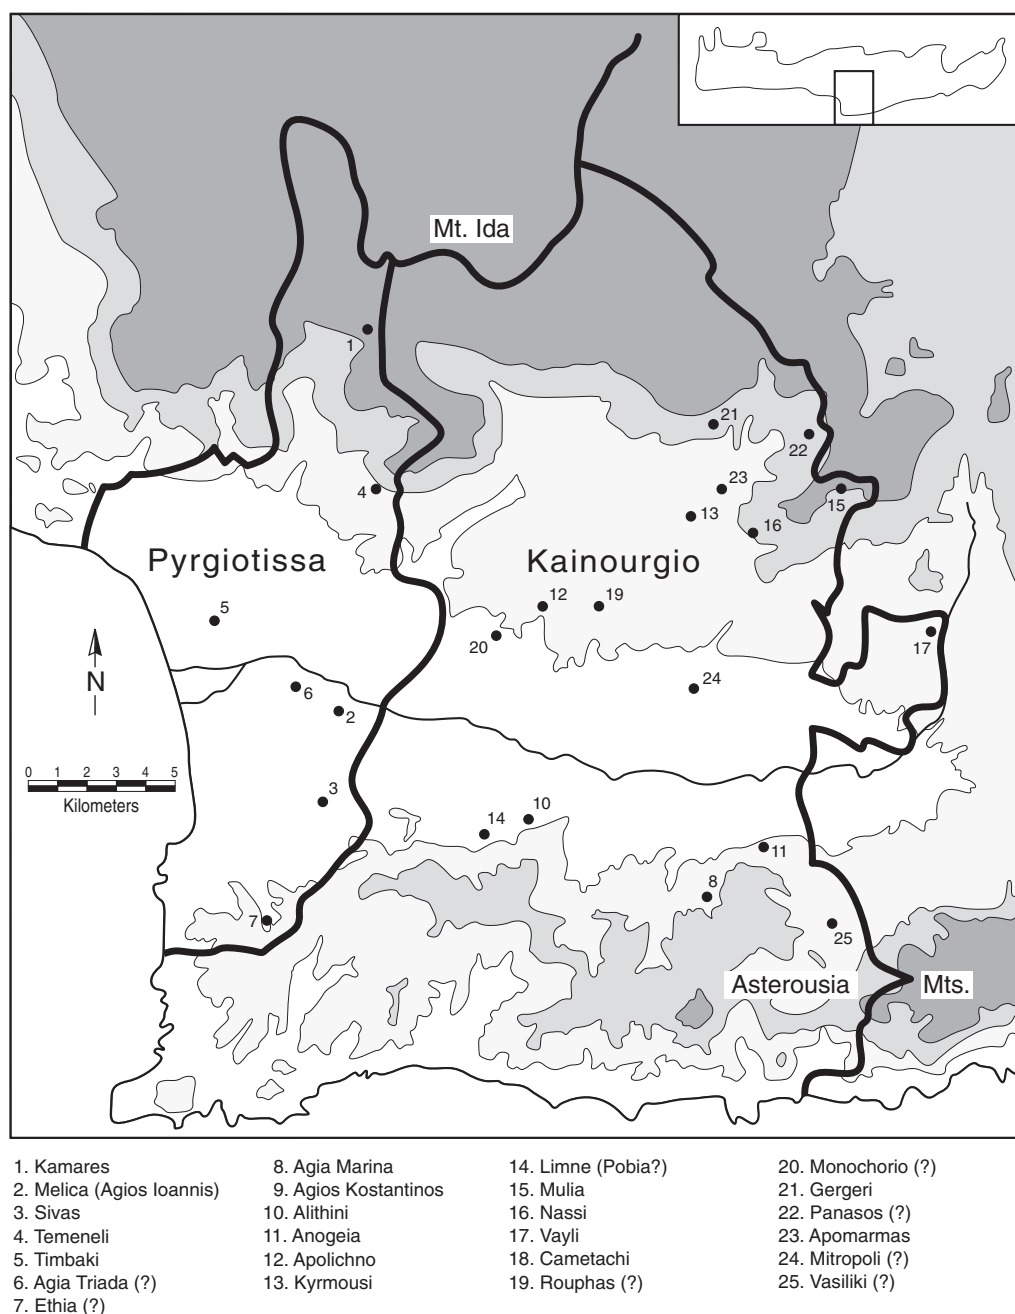 Mt. Ida
1
21
22
4
23
15
13
16
Pyrgiotissa
Kainourgio
5
12
19
20
17
N
6
24
2
0 1 2 3 4 5
Kilometers
3
10
14
11
8
7
25
Asterousia Mts.
1. Kamares
2. Melica (Agios Ioannis)
3. Sivas
4. Temeneli
5. Timbaki
6. Agia Triada (?)
7. Ethia (?)
8. Agia Marina
9. Agios Kostantinos
10. Alithini
11. Anogeia
12. Apolichno
13. Kyrmousi
14. Limne (Pobia?)
15. Mulia
16. Nassi
17. Vayli
18. Cametachi
19. Rouphas (?)
20. Monochorio (?)
21. Gergeri
22. Panasos (?)
23. Apomarmas
24. Mitropoli (?)
25. Vasiliki (?)